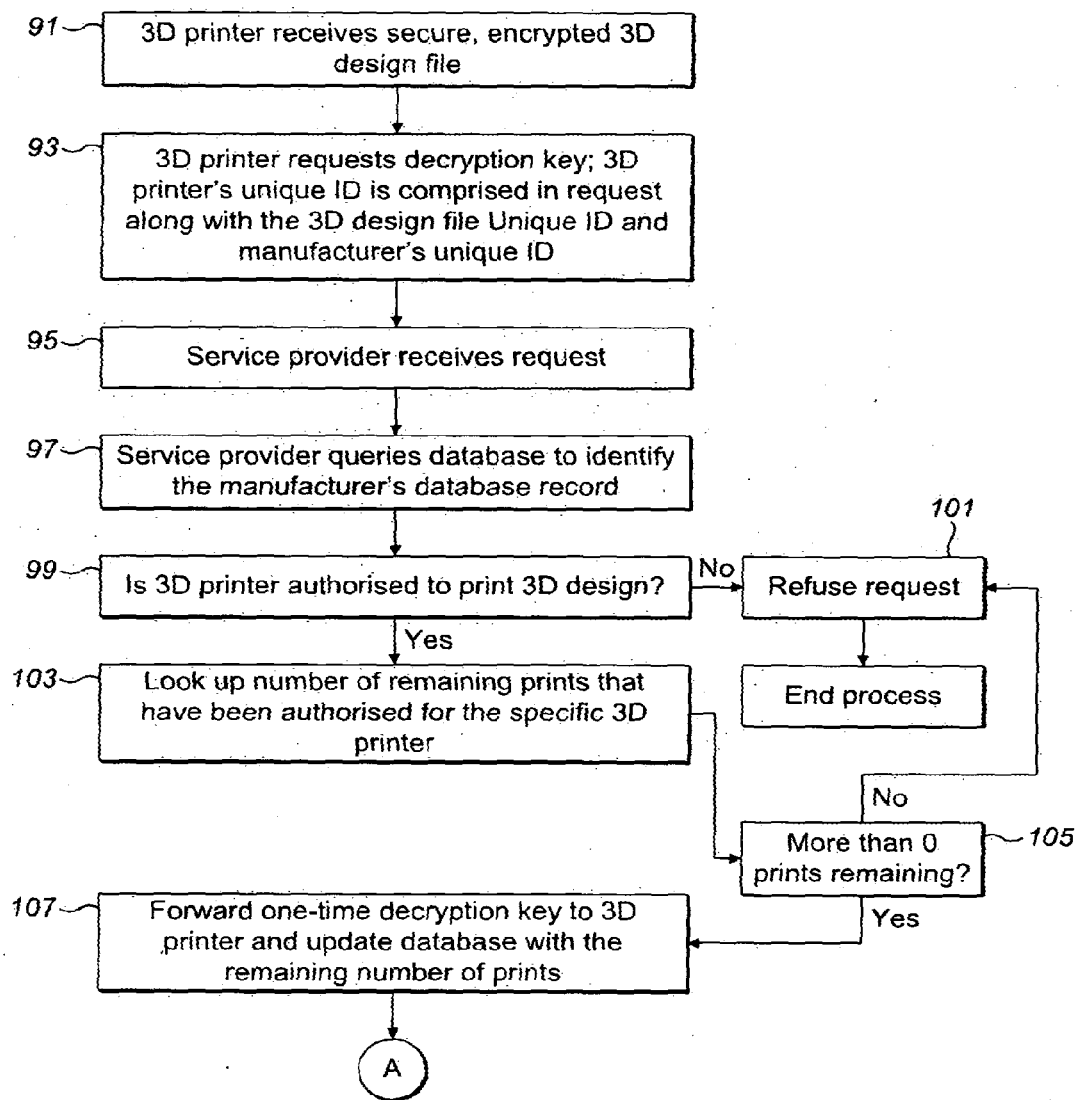 91
3D printer receives secure, encrypted 3D
design file
93
3D printer requests decryption key; 3D
printer's unique ID is comprised in request
along with the 3D design file Unique ID and
manufacturer's unique ID
95
Service provider receives request
97
Service provider queries database to identify
the manufacturer's database record
99
Is 3D printer authorised to print 3D design?
No
101
Refuse request
End process
Yes
103
Look up number of remaining prints that
have been authorised for the specific 3D
printer
No
More than 0
prints remaining?
105
Yes
107
Forward one-time decryption key to 3D
printer and update database with the
remaining number of prints
A